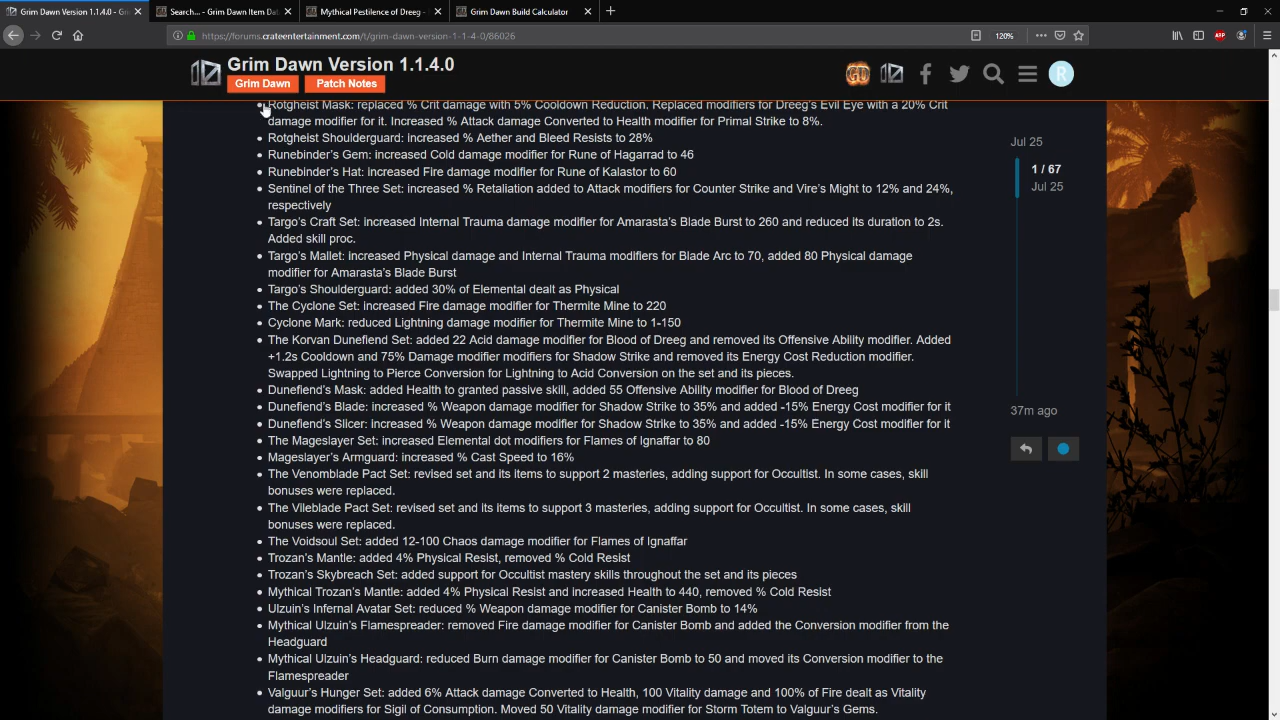 Grim Dawn Version 1.1.4.0 - Gri
Search... - Grim Dawn Item Dat
Mythical Pestilence of Dreeg -
Grim Dawn Build Calculator
https://forums.crateentertainment.com/t/grim-dawn-version-1-1-4-0/86026
120%
ABP
Grim Dawn Version 1.1.4.0
Grim Dawn
Patch Notes
GD
R
Rotgheist Mask: replaced % Crit damage with 5% Cooldown Reduction. Replaced modifiers for Dreeg's Evil Eye with a 20% Crit
damage modifier for it. Increased % Attack damage Converted to Health modifier for Primal Strike to 8%.
Rotgheist Shoulderguard: increased % Aether and Bleed Resists to 28%
Runebinder's Gem: increased Cold damage modifier for Rune of Hagarrad to 46
Runebinder's Hat: increased Fire damage modifier for Rune of Kalastor to 60
Sentinel of the Three Set: increased % Retaliation added to Attack modifiers for Counter Strike and Vire's Might to 12% and 24%,
respectively
Targo's Craft Set: increased Internal Trauma damage modifier for Amarasta's Blade Burst to 260 and reduced its duration to 2s.
Added skill proc.
Targo's Mallet: increased Physical damage and Internal Trauma modifiers for Blade Arc to 70, added 80 Physical damage
modifier for Amarasta's Blade Burst
Targo's Shoulderguard: added 30% of Elemental dealt as Physical
The Cyclone Set: increased Fire damage modifier for Thermite Mine to 220
Cyclone Mark: reduced Lightning damage modifier for Thermite Mine to 1-150
The Korvan Dunefiend Set: added 22 Acid damage modifier for Blood of Dreeg and removed its Offensive Ability modifier. Added
+1.2s Cooldown and 75% Damage modifier modifiers for Shadow Strike and removed its Energy Cost Reduction modifier.
Swapped Lightning to Pierce Conversion for Lightning to Acid Conversion on the set and its pieces.
Dunefiend's Mask: added Health to granted passive skill, added 55 Offensive Ability modifier for Blood of Dreeg
Dunefiend's Blade: increased % Weapon damage modifier for Shadow Strike to 35% and added -15% Energy Cost modifier for it
Dunefiend's Slicer: increased % Weapon damage modifier for Shadow Strike to 35% and added -15% Energy Cost modifier for it
The Mageslayer Set: increased Elemental dot modifiers for Flames of Ignaffar to 80
Mageslayer's Armguard: increased % Cast Speed to 16%
The Venomblade Pact Set: revised set and its items to support 2 masteries, adding support for Occultist. In some cases, skill
bonuses were replaced.
The Vileblade Pact Set: revised set and its items to support 3 masteries, adding support for Occultist. In some cases, skill
bonuses were replaced.
The Voidsoul Set: added 12-100 Chaos damage modifier for Flames of Ignaffar
Trozan's Mantle: added 4% Physical Resist, removed % Cold Resist
Trozan's Skybreach Set: added support for Occultist mastery skills throughout the set and its pieces
Mythical Trozan's Mantle: added 4% Physical Resist and increased Health to 440, removed % Cold Resist
Ulzuin's Infernal Avatar Set: reduced % Weapon damage modifier for Canister Bomb to 14%
Mythical Ulzuin's Flamespreader: removed Fire damage modifier for Canister Bomb and added the Conversion modifier from the
Headguard
Mythical Ulzuin's Headguard: reduced Burn damage modifier for Canister Bomb to 50 and moved its Conversion modifier to the
Flamespreader
Valguur's Hunger Set: added 6% Attack damage Converted to Health, 100 Vitality damage and 100% of Fire dealt as Vitality
damage modifiers for Sigil of Consumption. Moved 50 Vitality damage modifier for Storm Totem to Valguur's Gems.
Jul 25
1 / 67
Jul 25
37m ago